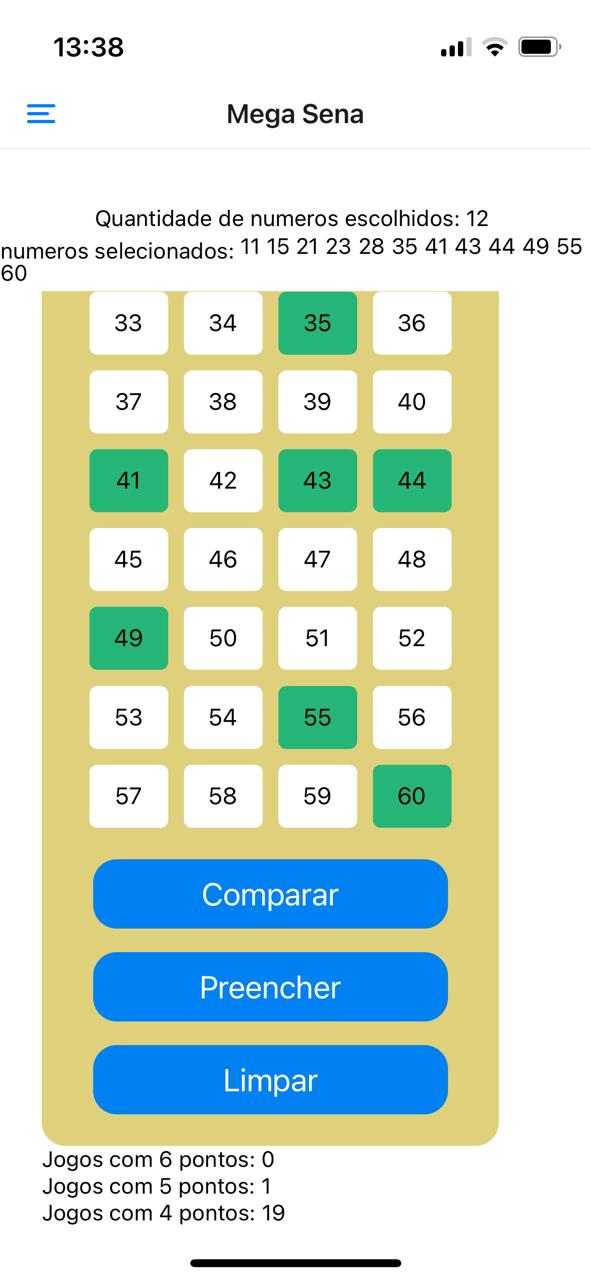 13:38
Mega Sena
Quantidade de numeros escolhidos: 12
numeros selecionados: 11 15 21 23 28 35 41 43 44 49 55
60
33 34 35 36
37 38 39 40
41 42 43 44
45 46 47 48
49 50 51 52
53 54 55 56
57 58 59 60
Comparar
Preencher
Limpar
Jogos com 6 pontos: 0
Jogos com 5 pontos: 1
Jogos com 4 pontos: 19